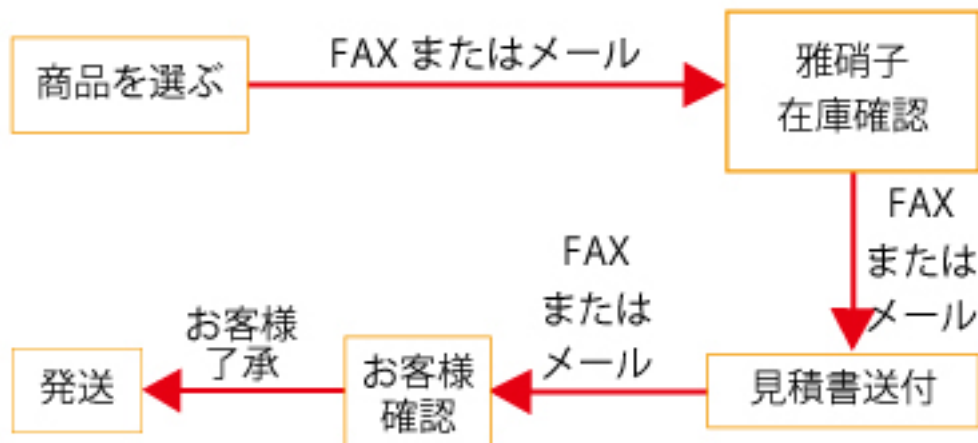 商品を選ぶ
FAX またはメール
雅硝子
在庫確認
FAX
または
メール
見積書送付
FAX
または
メール
お客様
確認
お客様
了承
発送